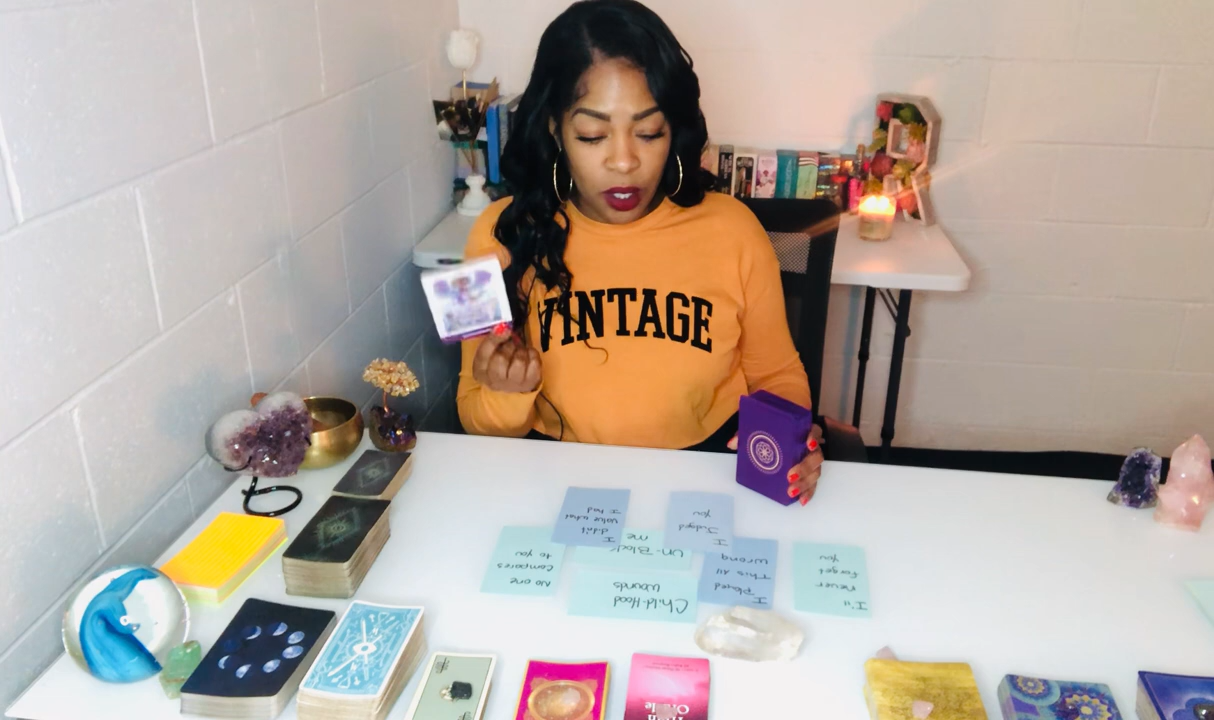 VINTAGE
I
didn't
value what
I had
I
Judged
you
Un-Block
me
No one
Compares
to you
Child-Hood
wounds
I
Played
This All
wrong
I'll
never
forget
you